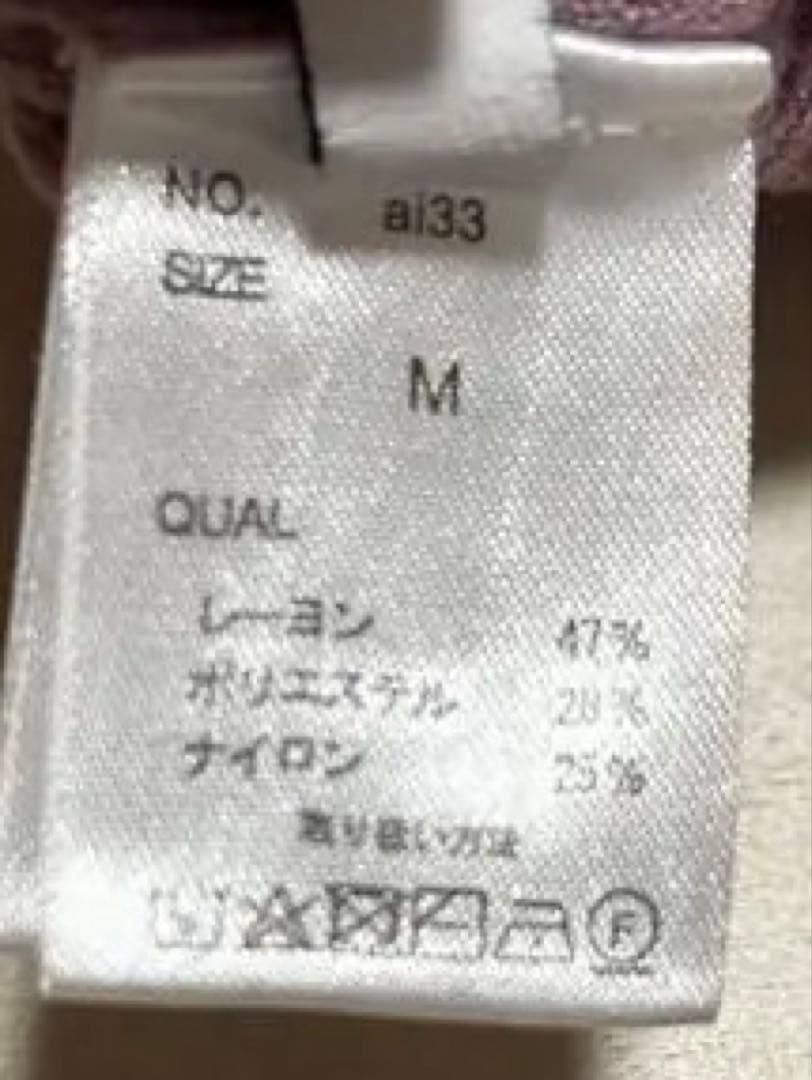 NO. ai33
SIZE
M
QUAL
レーヨン 47%
ポリエステル 28%
ナイロン 25%
取り扱い方法
F